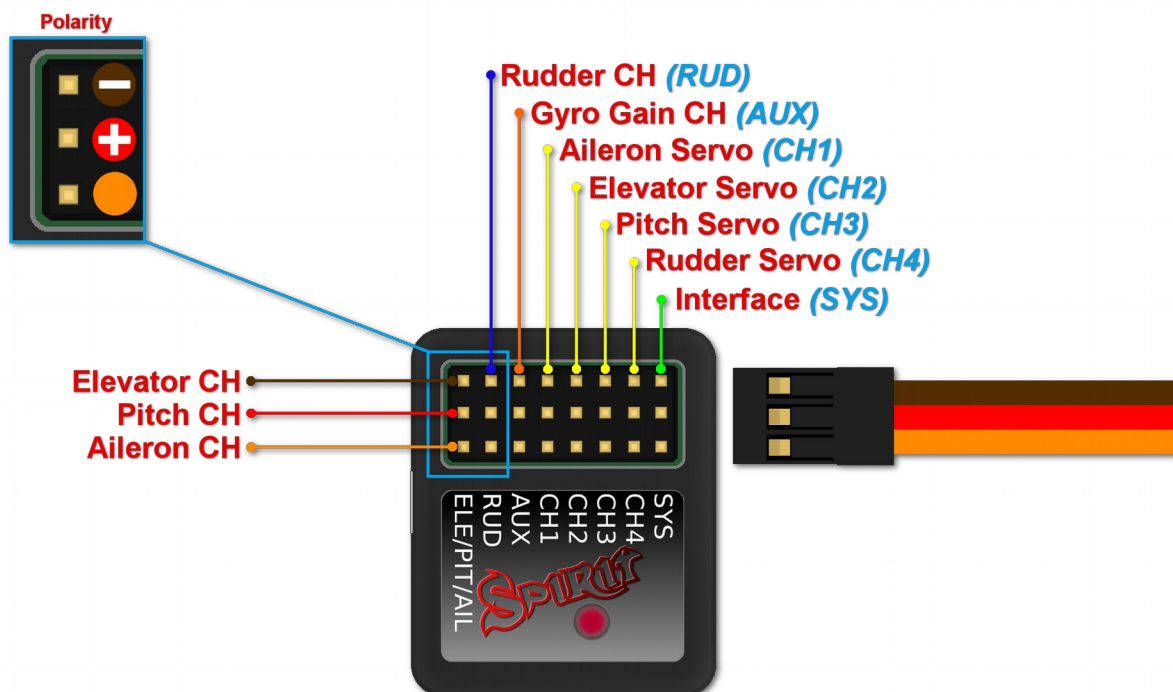 Polarity
Rudder CH (RUD)
Gyro Gain CH (AUX)
Aileron Servo (CH1)
Elevator Servo (CH2)
Pitch Servo (CH3)
Rudder Servo (CH4)
Interface (SYS)
Elevator CH
Pitch CH
Aileron CH
ELE/PIT/AIL
RUD
AUX
CH1
CH2
CH3
CH4
SYS
SPIRIT